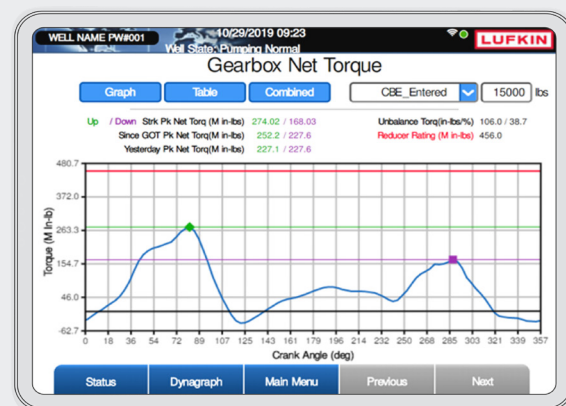 WELL NAME PW#001
10/29/2019 09:23
LUFKIN
Well State: Pumping Normal
Gearbox Net Torque
Graph Table Combined CBE_Entered 15000 lbs
Up / Down Strk Pk Net Torq (M in-lbs) 274.02 / 168.03 Unbalance Torq(in-lbs/%) 106.0 / 38.7
Since GOT Pk Net Torq(M in-lbs) 252.2 / 227.6 Reducer Rating (M in-lbs) 456.0
Yesterday Pk Net Torq(M in-lbs) 227.1 / 227.6
Torque (M In-lb)
480.7
372.0
263.3
154.7
46.0
-62.7
0 18 36 54 72 89 107 125 143 161 179 196 214 232 250 268 285 303 321 339 357
Crank Angle (deg)
Status Dynagraph Main Menu Previous Next